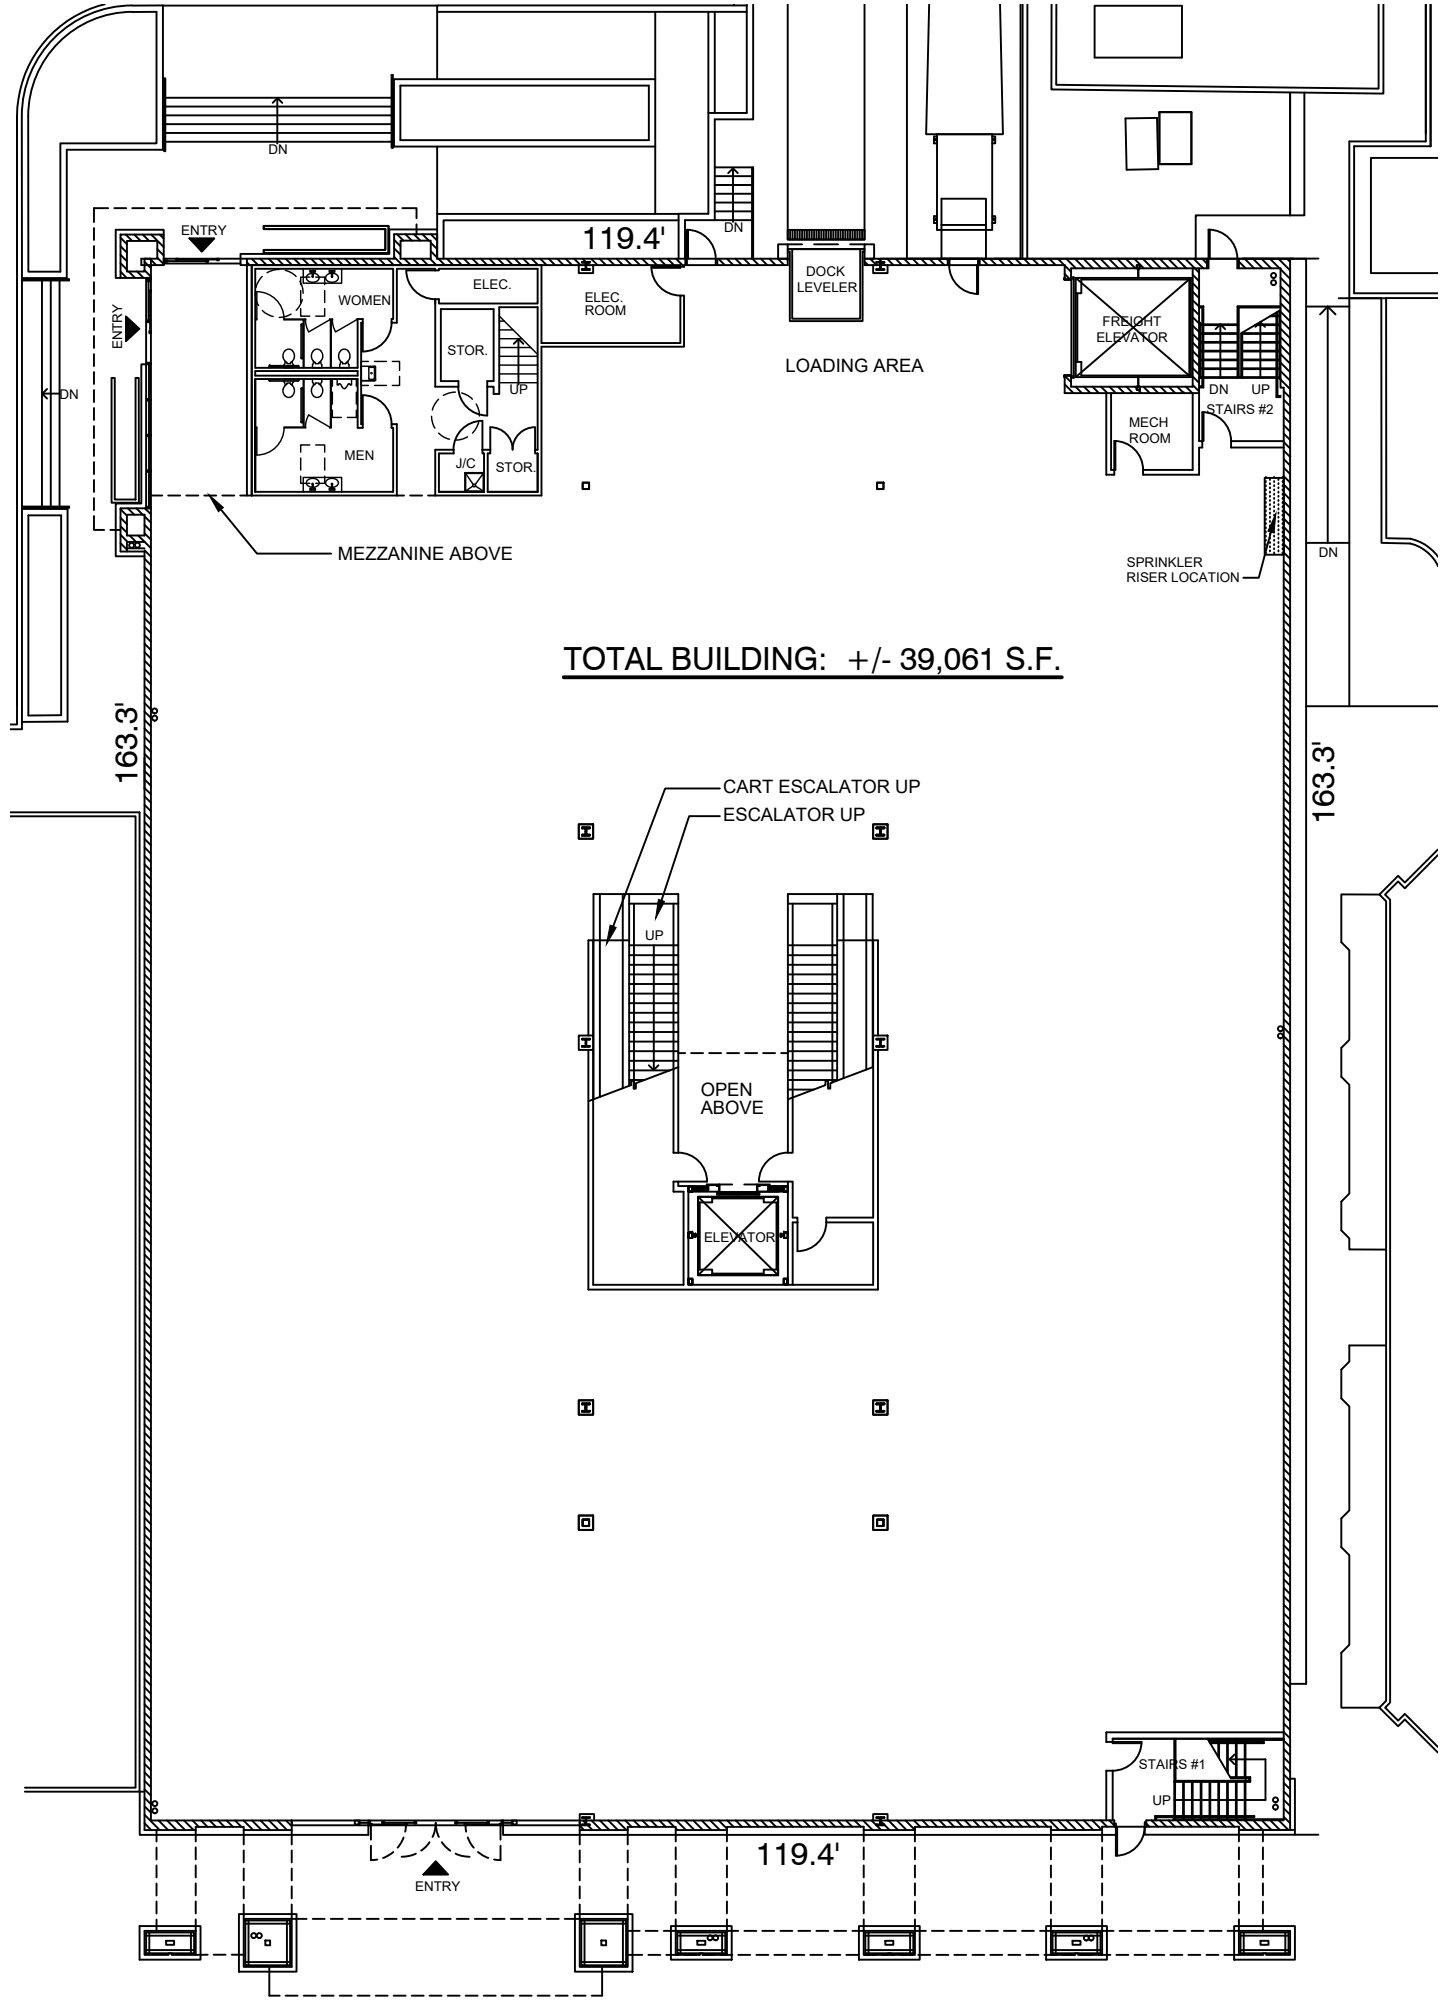 DN
ENTRY
119.4'
DN
DOCK
LEVELER
ENTRY
WOMEN
ELEC.
ELEC.
ROOM
FREIGHT
ELEVATOR
STOR.
LOADING AREA
DN
UP
DN
UP
STAIRS #2
MECH
ROOM
MEN
J/C
STOR.
MEZZANINE ABOVE
SPRINKLER
RISER LOCATION
DN
TOTAL BUILDING: +/- 39,061 S.F.
163.3'
163.3'
CART ESCALATOR UP
ESCALATOR UP
UP
OPEN
ABOVE
ELEVATOR
STAIRS #1
UP
119.4'
ENTRY